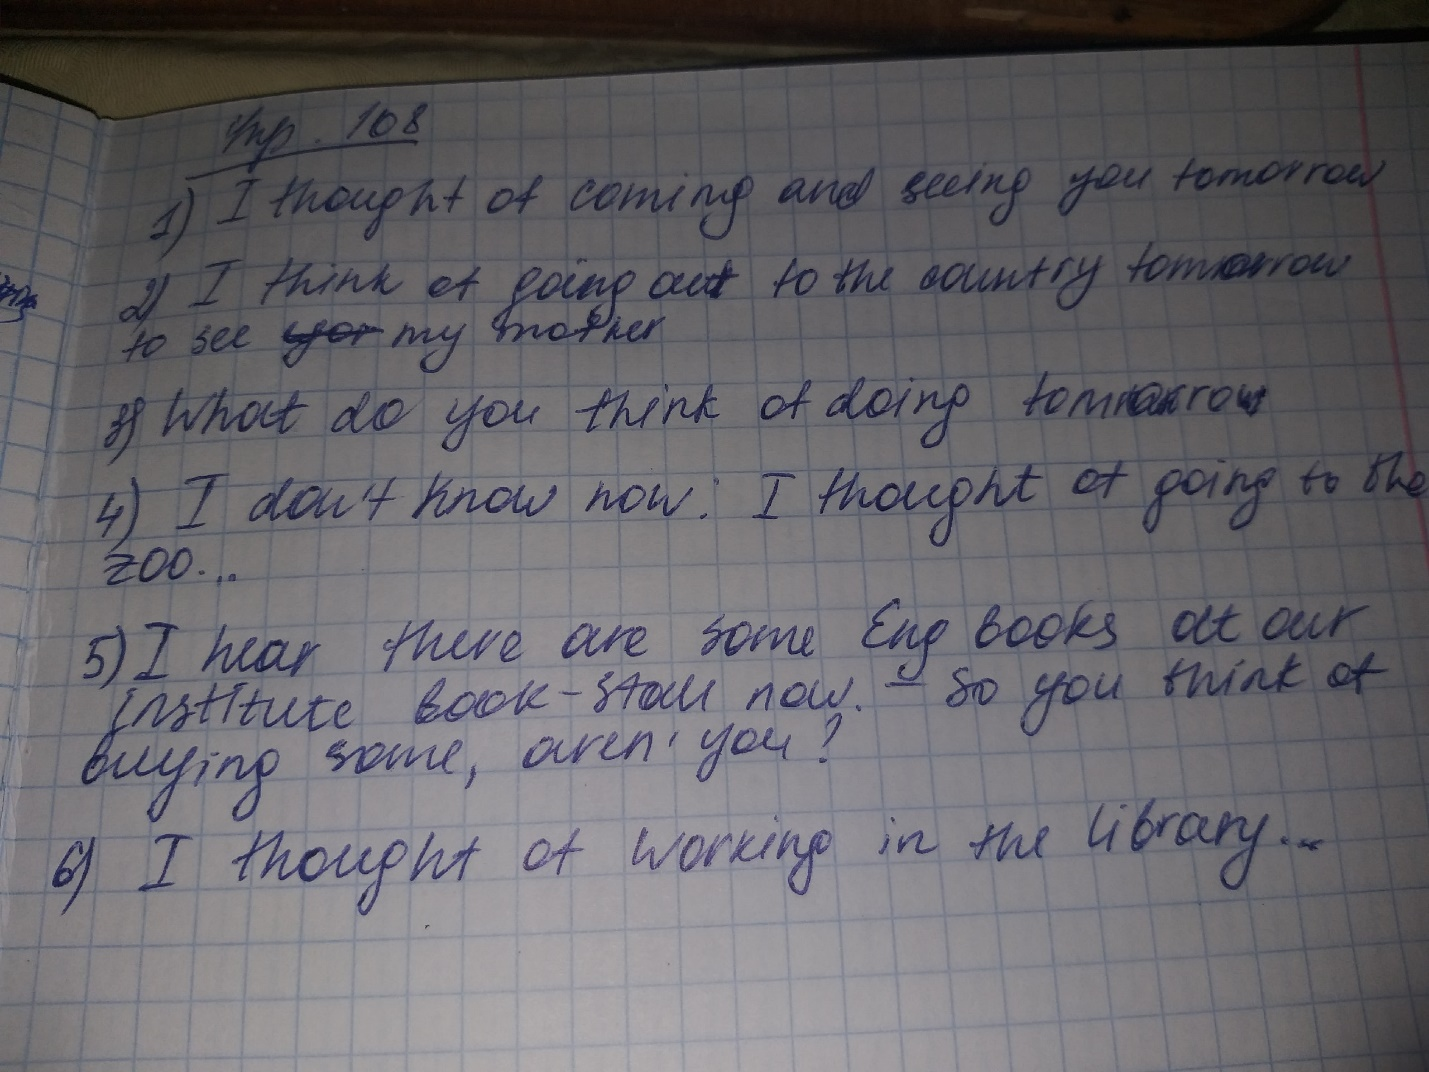 Упр. 108
1) I thought of coming and seeing you tomorrow
2) I think of going out to the country tomorrow
to see my mother
3) What do you think of doing tomorrow
4) I don't know now. I thought of going to the
zoo...
5) I hear there are some Eng books at our
institute book-stall now. – So you think of
buying some, aren' you?
6) I thought of working in the library...